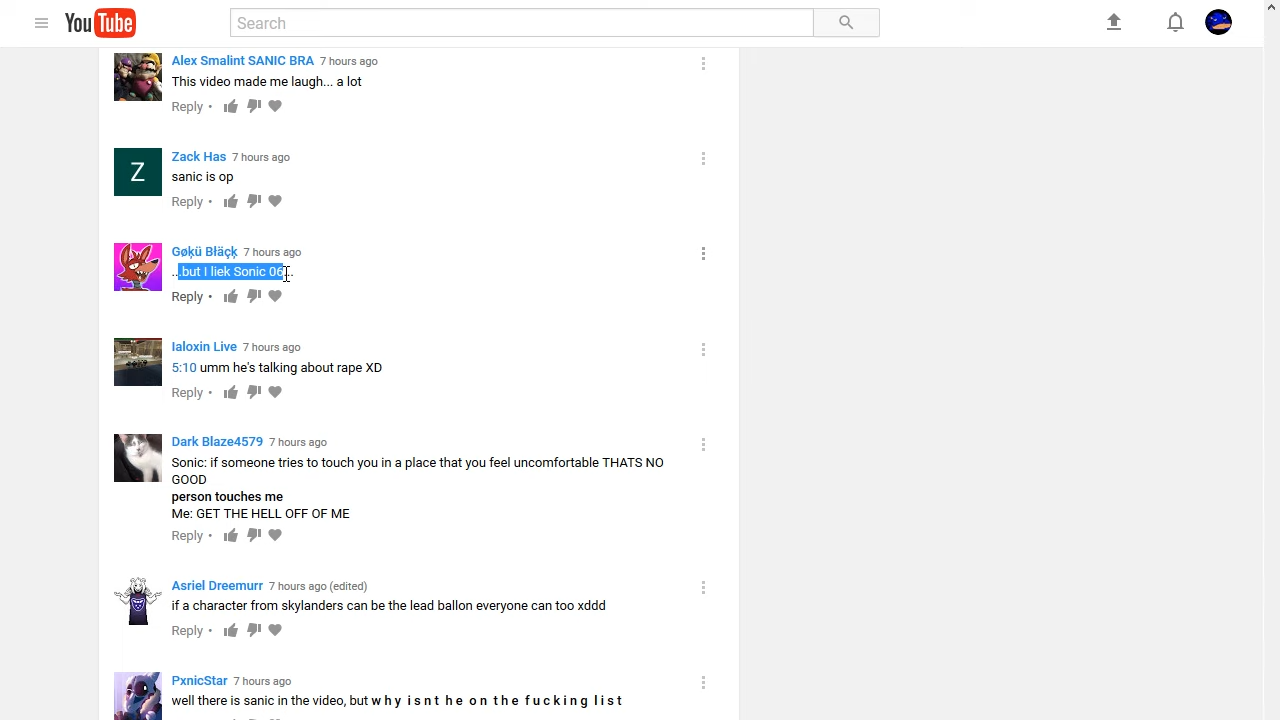 YouTube
Search
Alex Smalint SANIC BRA 7 hours ago
This video made me laugh... a lot
Reply •
Z
Zack Has 7 hours ago
sanic is op
Reply •
Gøķü Błäçķ 7 hours ago
.. but I liek Sonic 06..
Reply •
Ialoxin Live 7 hours ago
5:10 umm he's talking about rape XD
Reply •
Dark Blaze4579 7 hours ago
Sonic: if someone tries to touch you in a place that you feel uncomfortable THATS NO
GOOD
person touches me
Me: GET THE HELL OFF OF ME
Reply •
Asriel Dreemurr 7 hours ago (edited)
if a character from skylanders can be the lead ballon everyone can too xddd
Reply •
PxnicStar 7 hours ago
well there is sanic in the video, but w h y i s n t h e o n t h e f u c k i n g l i s t